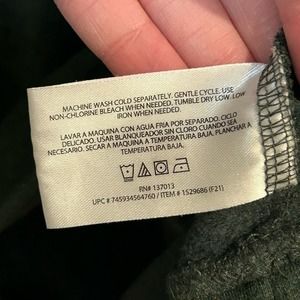 MACHINE WASH COLD SEPARATELY. GENTLE CYCLE. USE
NON-CHLORINE BLEACH WHEN NEEDED. TUMBLE DRY LOW. LOW
IRON WHEN NEEDED.
LAVAR A MAQUINA CON AGUA FRIA POR SEPARADO. CICLO
DELICADO. USAR BLANQUEADOR SIN CLORO CUANDO SEA
NECESARIO. SECAR A MAQUINA A TEMPERATURA BAJA. PLANCHAR A
TEMPERATURA BAJA.
RN# 137013
UPC # 745934564760 / ITEM # 1529686 (F21)